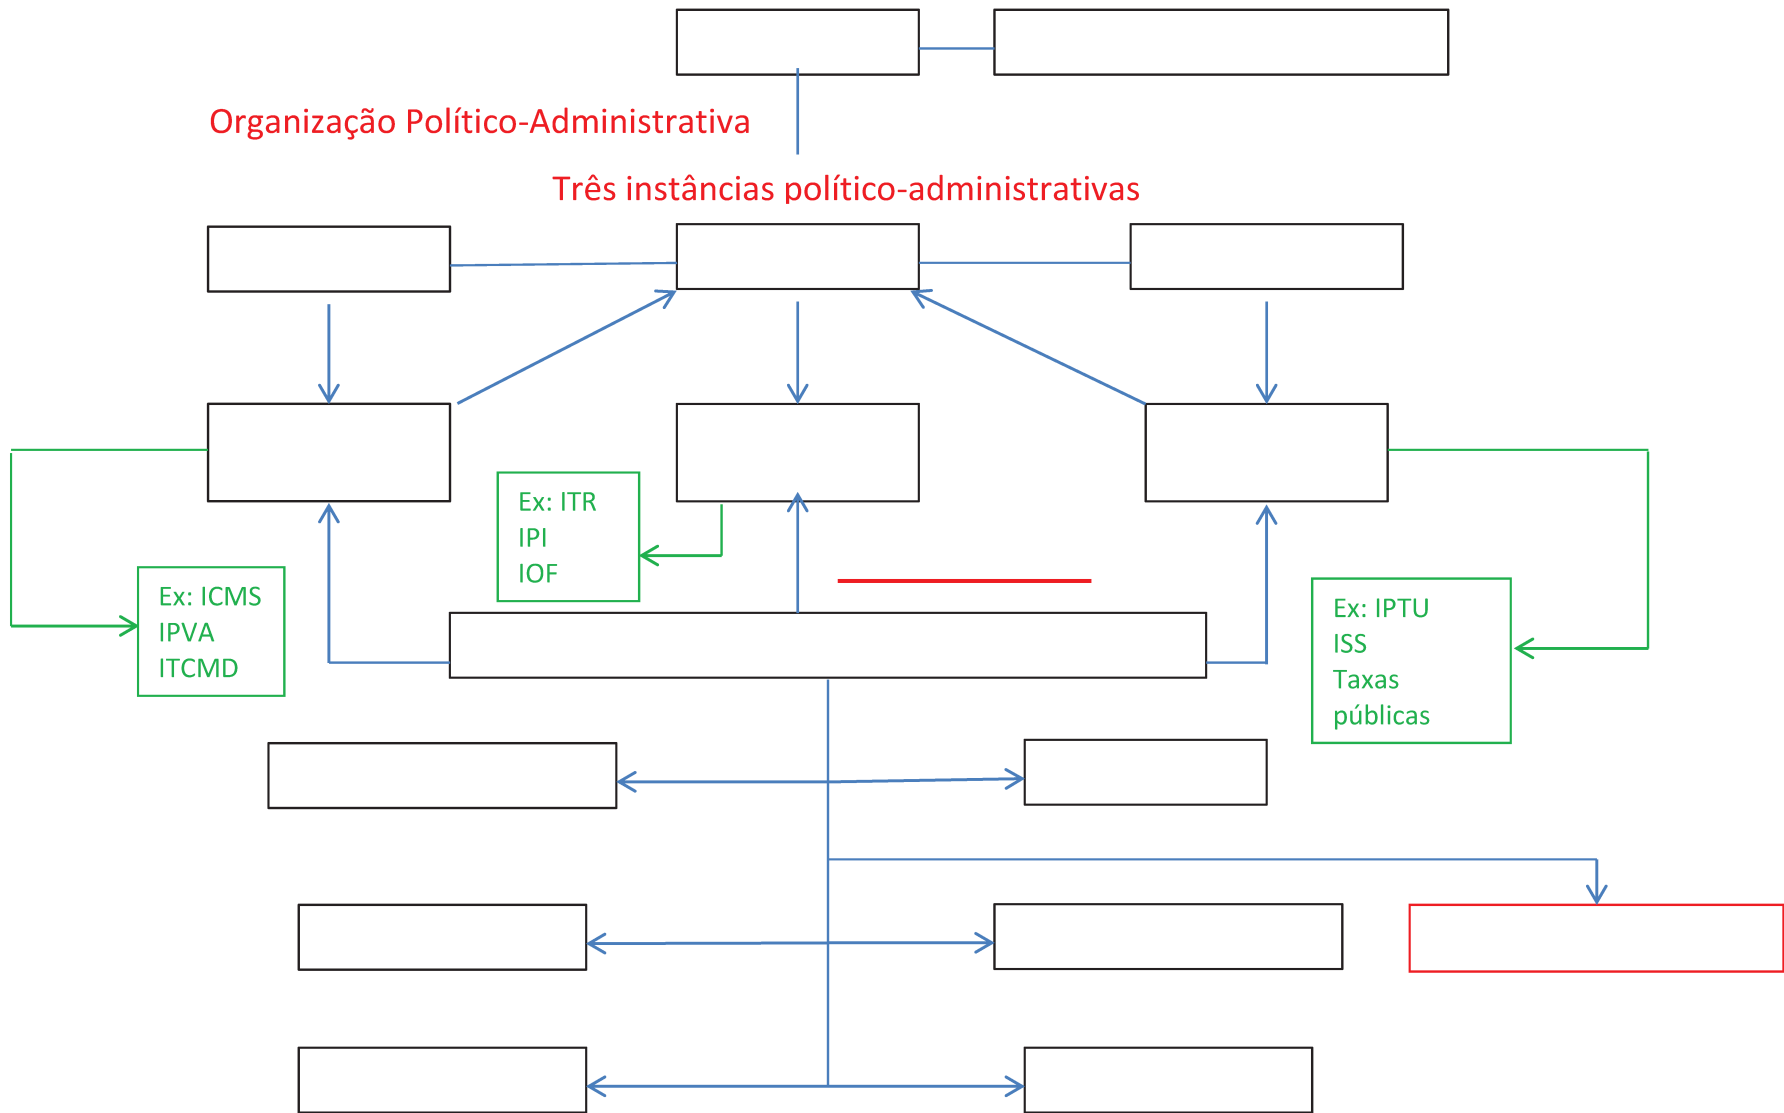 Organização Político-Administrativa
Três instâncias político-administrativas
Ex: ITR
IPI
IOF
Ex: ICMS
IPVA
ITCMD
Ex: IPTU
ISS
Taxas
públicas